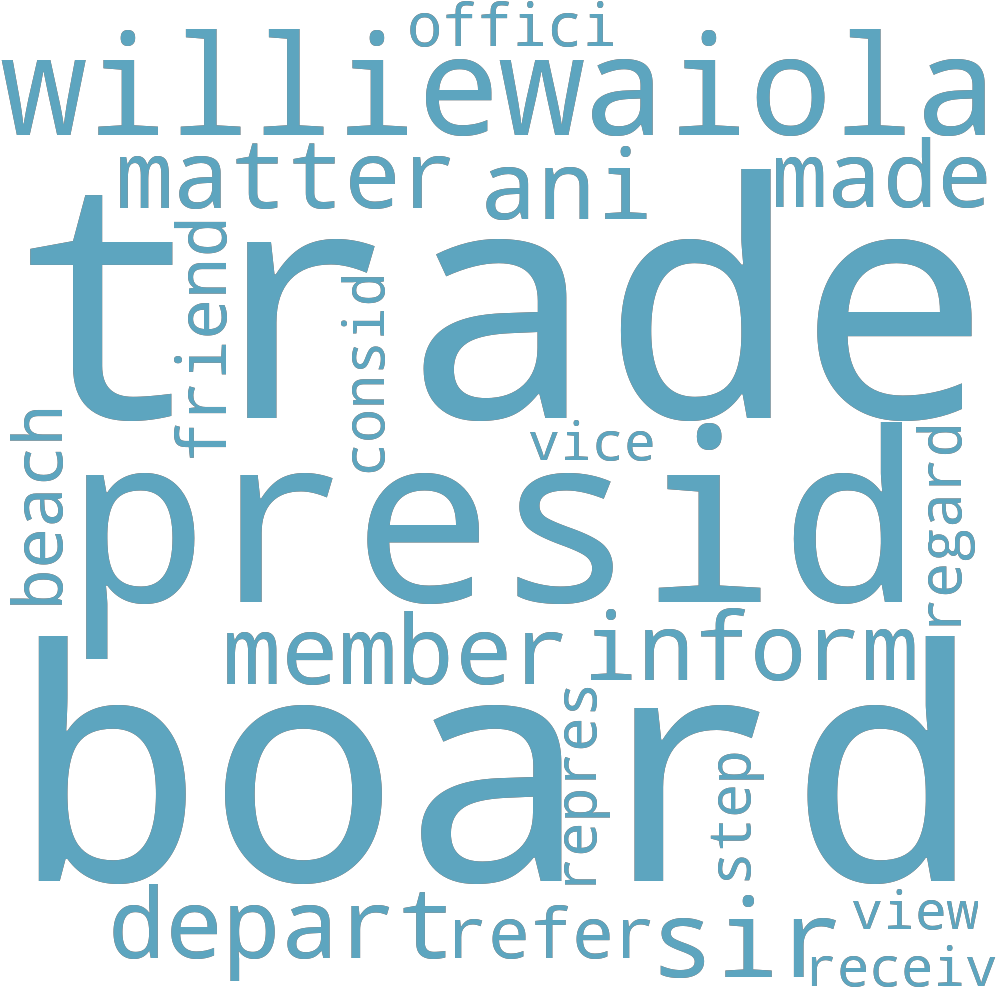 offici
williewaiola
matter ani made
friend
trade
consid
vice
beach
presid
regard
member inform
board
repres
step
depart refer sir view
receiv